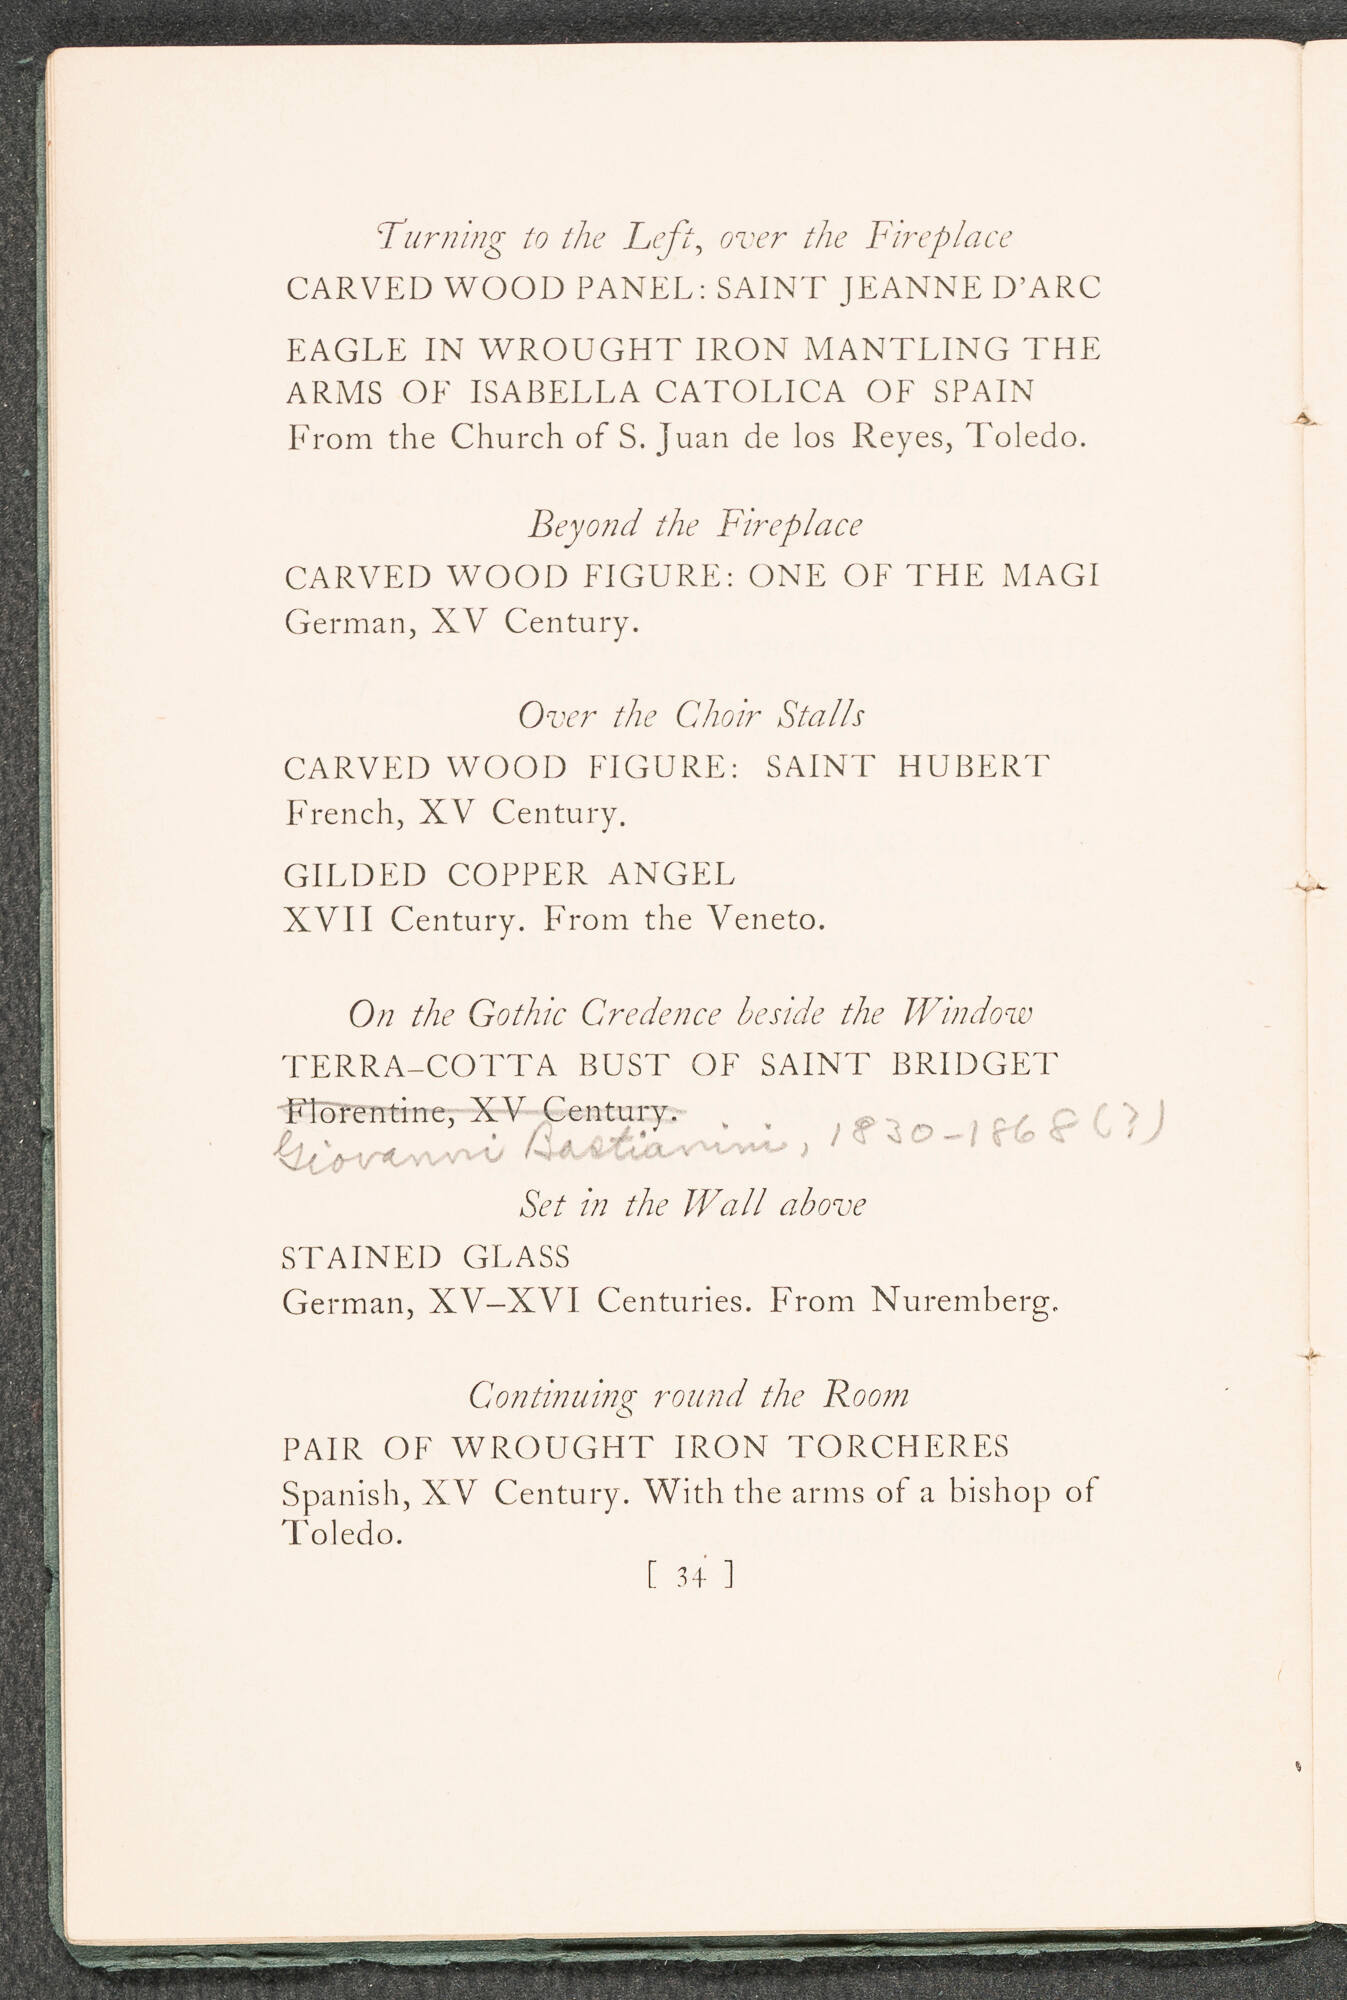 Turning to the Left, over the Fireplace
CARVED WOOD PANEL: SAINT JEANNE D'ARC
EAGLE IN WROUGHT IRON MANTLING THE
ARMS OF ISABELLA CATOLICA OF SPAIN
From the Church of S. Juan de los Reyes, Toledo.
Beyond the Fireplace
CARVED WOOD FIGURE: ONE OF THE MAGI
German, XV Century.
Over the Choir Stalls
CARVED WOOD FIGURE: SAINT HUBERT
French, XV Century.
GILDED COPPER ANGEL
XVII Century. From the Veneto.
On the Gothic Credence beside the Window
TERRA-COTTA BUST OF SAINT BRIDGET
Florentine, XV Century.
Giovanni Bastianini, 1830-1868(?)
Set in the Wall above
STAINED GLASS
German, XV–XVI Centuries. From Nuremberg.
Continuing round the Room
PAIR OF WROUGHT IRON TORCHERES
Spanish, XV Century. With the arms of a bishop of
Toledo.
[ 34 ]